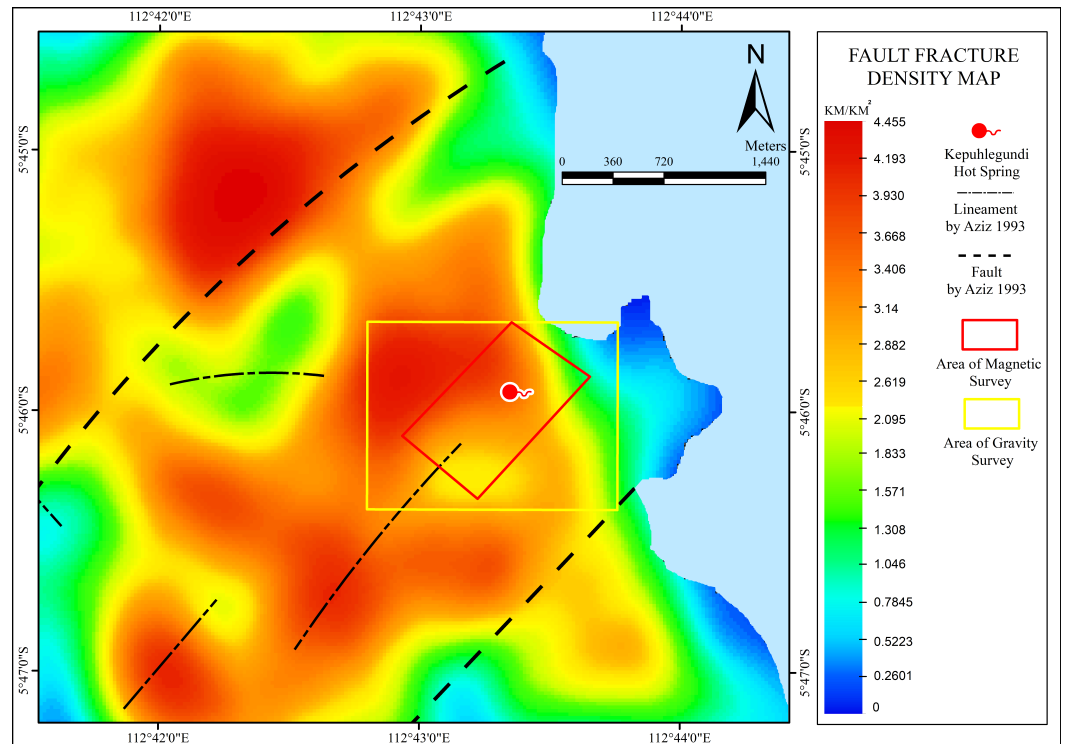 112°42'0"E
112°43'0"E
112°44'0"E
5°45'0"S
5°46'0"S
5°47'0"S
N
Meters
0 360 720 1,440
5°45'0"S
5°46'0"S
5°47'0"S
112°42'0"E
112°43'0"E
112°44'0"E
FAULT FRACTURE
DENSITY MAP
KM/KM²
4.455
4.193
3.930
3.668
3.406
3.14
2.882
2.619
2.095
1.833
1.571
1.308
1.046
0.7845
0.5223
0.2601
0
Kepuhlegundi
Hot Spring
Lineament
by Aziz 1993
Fault
by Aziz 1993
Area of Magnetic
Survey
Area of Gravity
Survey